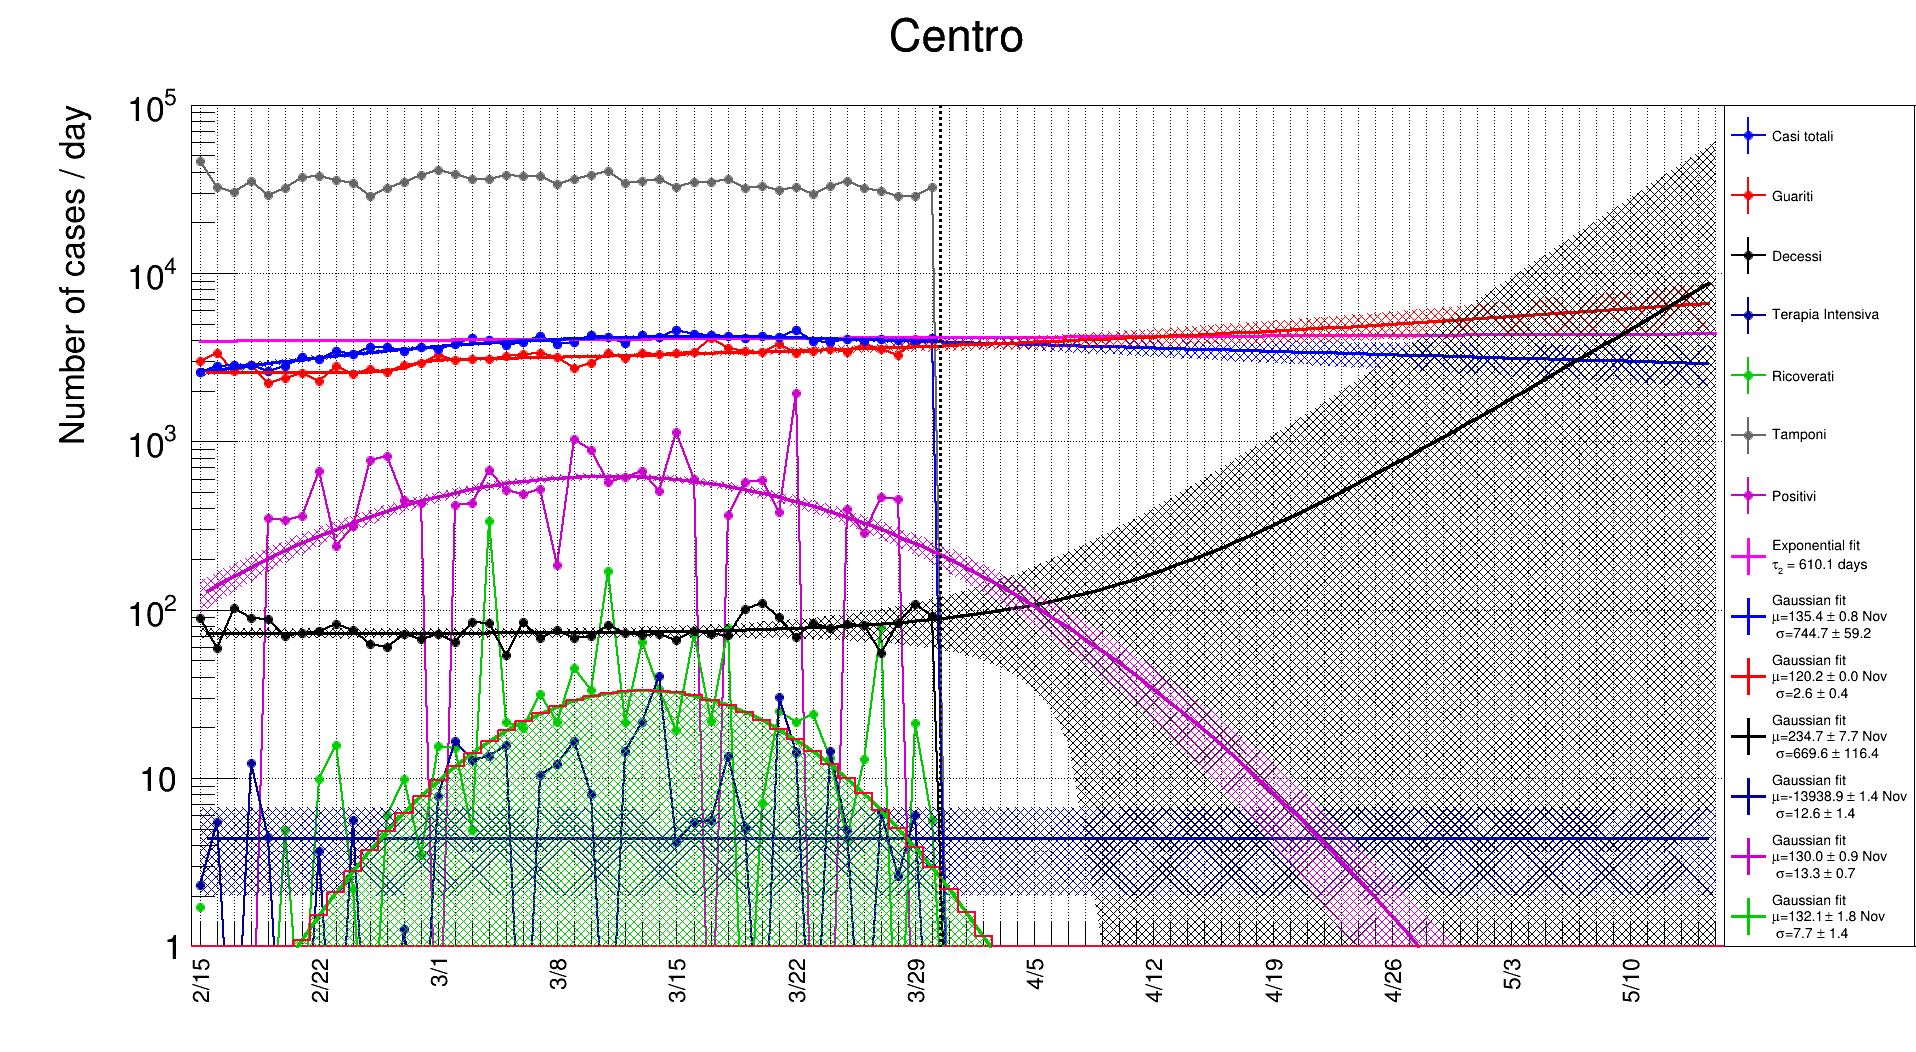 Centro
Number of cases / day
10^5
10^4
10^3
10^2
10
1
2/15
2/22
3/1
3/8
3/15
3/22
3/29
4/5
4/12
4/19
4/26
5/3
5/10
Casi totali
Guariti
Decessi
Terapia Intensiva
Ricoverati
Tamponi
Positivi
Exponential fit
τ₂ = 610.1 days
Gaussian fit
μ=135.4 ± 0.8 Nov
σ=744.7 ± 59.2
Gaussian fit
μ=120.2 ± 0.0 Nov
σ=2.6 ± 0.4
Gaussian fit
μ=234.7 ± 7.7 Nov
σ=669.6 ± 116.4
Gaussian fit
μ=-13938.9 ± 1.4 Nov
σ=12.6 ± 1.4
Gaussian fit
μ=130.0 ± 0.9 Nov
σ=13.3 ± 0.7
Gaussian fit
μ=132.1 ± 1.8 Nov
σ=7.7 ± 1.4